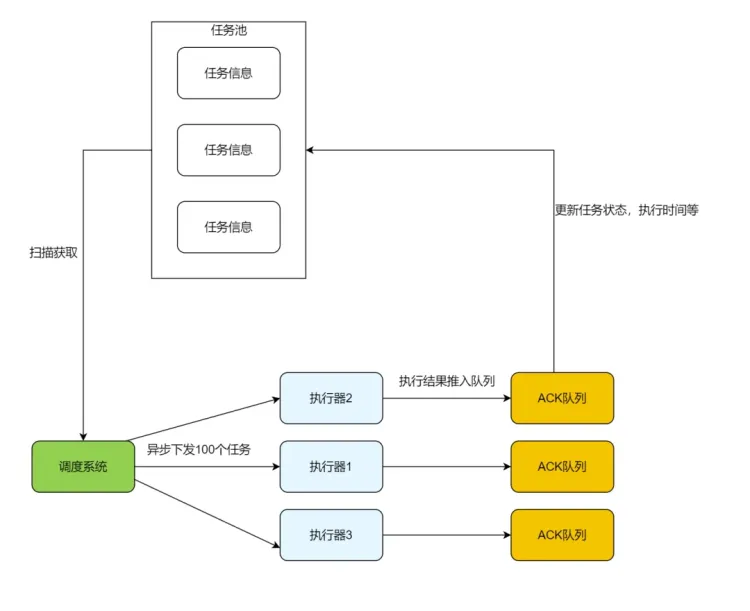 任务池
任务信息
任务信息
任务信息
更新任务状态，执行时间等
扫描获取
执行器2
执行结果推入队列
ACK队列
调度系统
异步下发100个任务
执行器1
ACK队列
执行器3
ACK队列